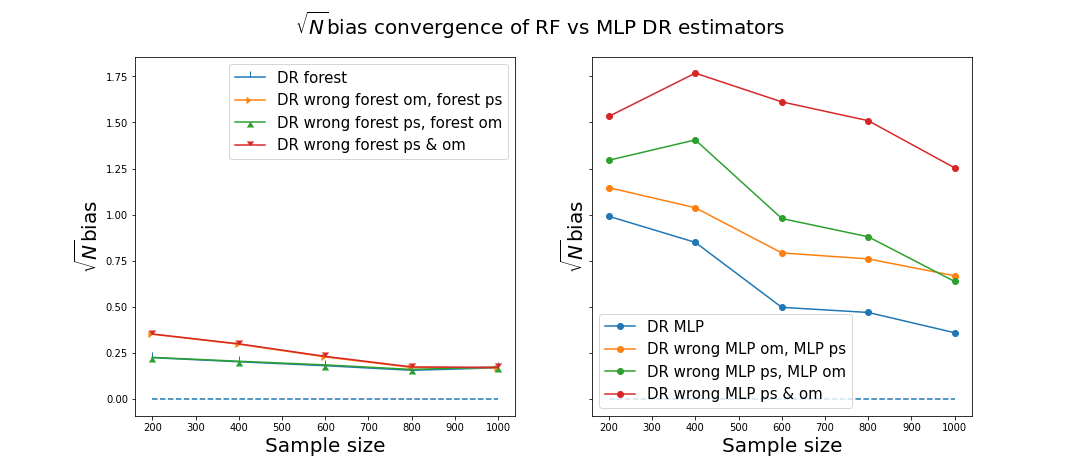 √N bias convergence of RF vs MLP DR estimators
√N bias
1.75
1.50
1.25
1.00
0.75
0.50
0.25
0.00
DR forest
DR wrong forest om, forest ps
DR wrong forest ps, forest om
DR wrong forest ps & om
200 300 400 500 600 700 800 900 1000
Sample size
√N bias
DR MLP
DR wrong MLP om, MLP ps
DR wrong MLP ps, MLP om
DR wrong MLP ps & om
200 300 400 500 600 700 800 900 1000
Sample size